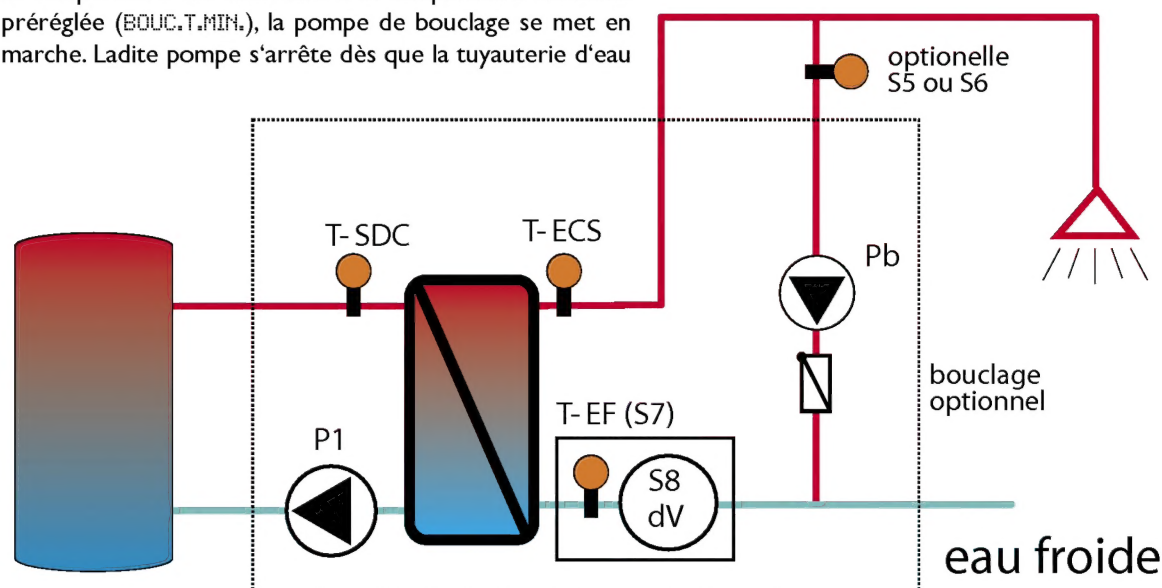 préréglée (BOUC.T.MIN.), la pompe de bouclage se met en
marche. Ladite pompe s‘arrête dès que la tuyauterie d‘eau
optionelle
S5 ou S6
T- SDC
T- ECS
Pb
bouclage
optionnel
T- EF (S7)
P1
S8
dV
eau froide